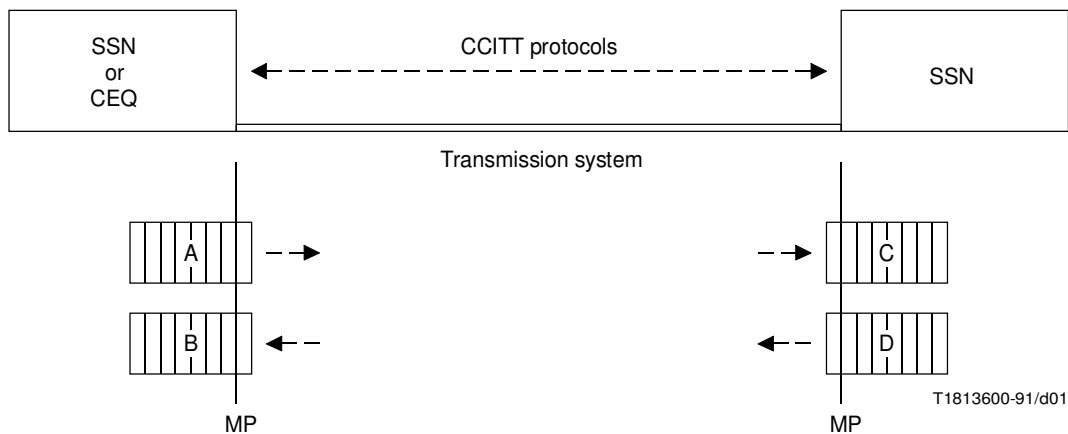 SSN
or
CEQ
CCITT protocols
SSN
Transmission system
A
C
B
D
T1813600-91/d01
MP
MP